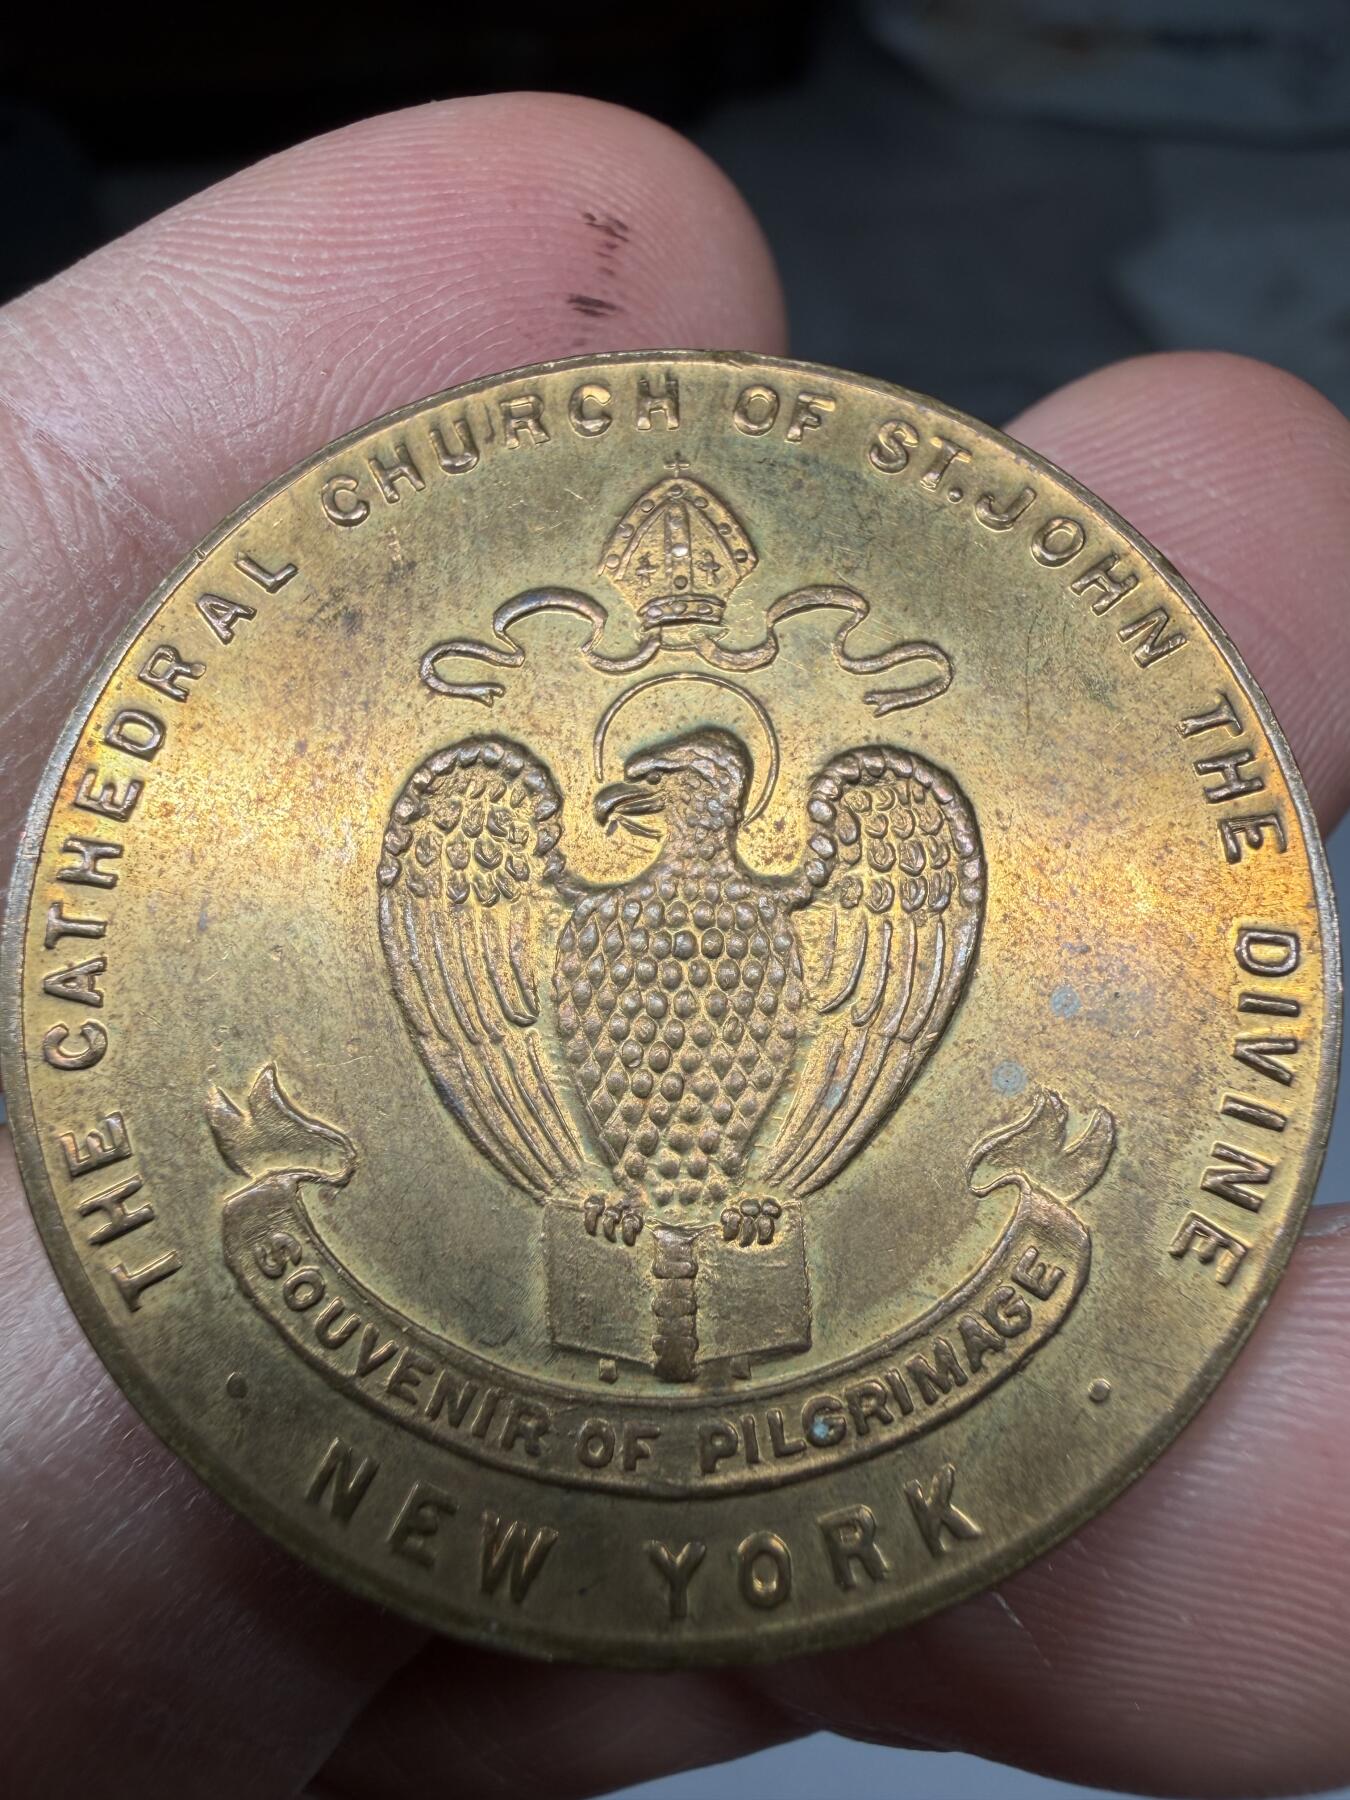 THE CATHEDRAL CHURCH OF ST. JOHN THE DIVINE
SOUVENIR OF PILGRIMAGE
NEW YORK